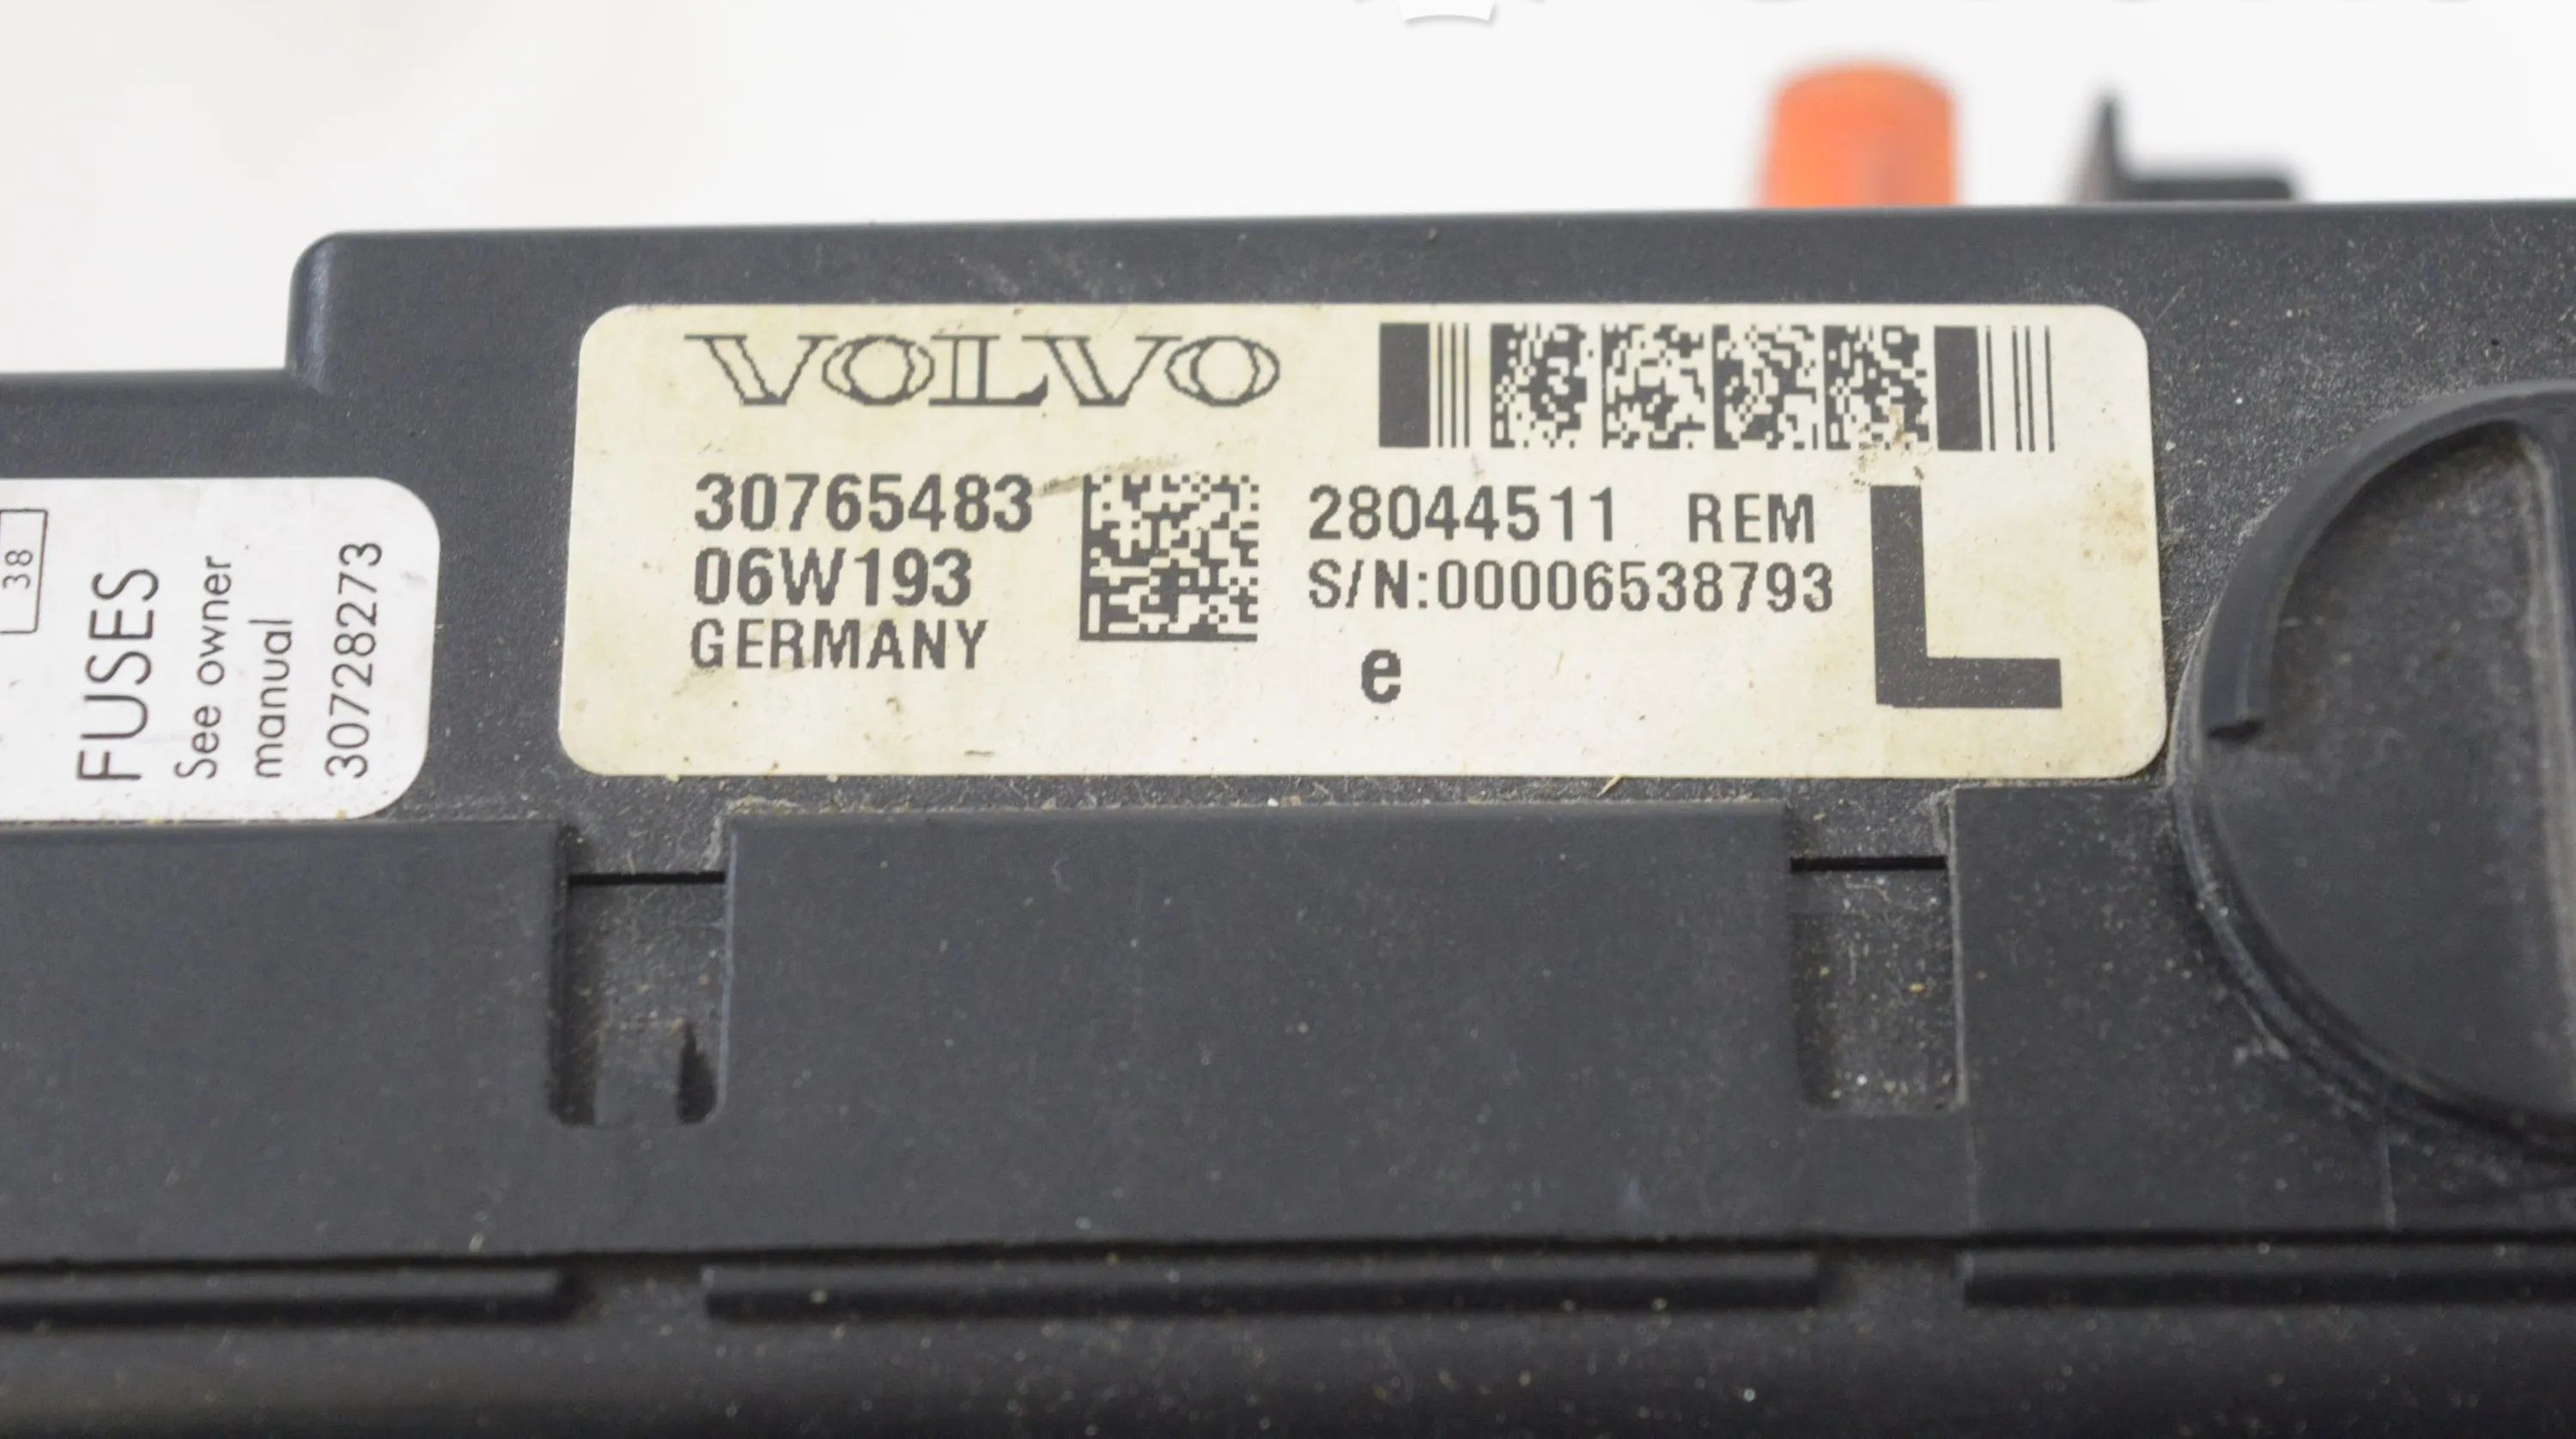 VOLVO
30765483
06W193
GERMANY
28044511 REM
S/N:00006538793
e
L
38
FUSES
See owner
manual
30728273